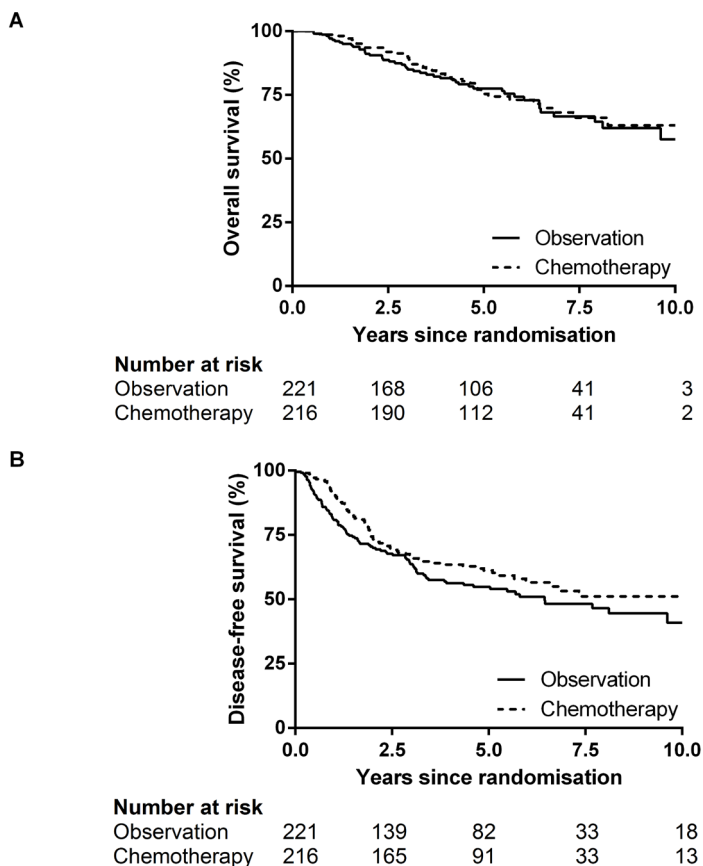 A
Overall survival (%)
100
75
50
25
0
Observation
Chemotherapy
0.0 2.5 5.0 7.5 10.0
Years since randomisation
Number at risk
Observation 221 168 106 41 3
Chemotherapy 216 190 112 41 2
B
Disease-free survival (%)
100
75
50
25
0
Observation
Chemotherapy
0.0 2.5 5.0 7.5 10.0
Years since randomisation
Number at risk
Observation 221 139 82 33 18
Chemotherapy 216 165 91 33 13